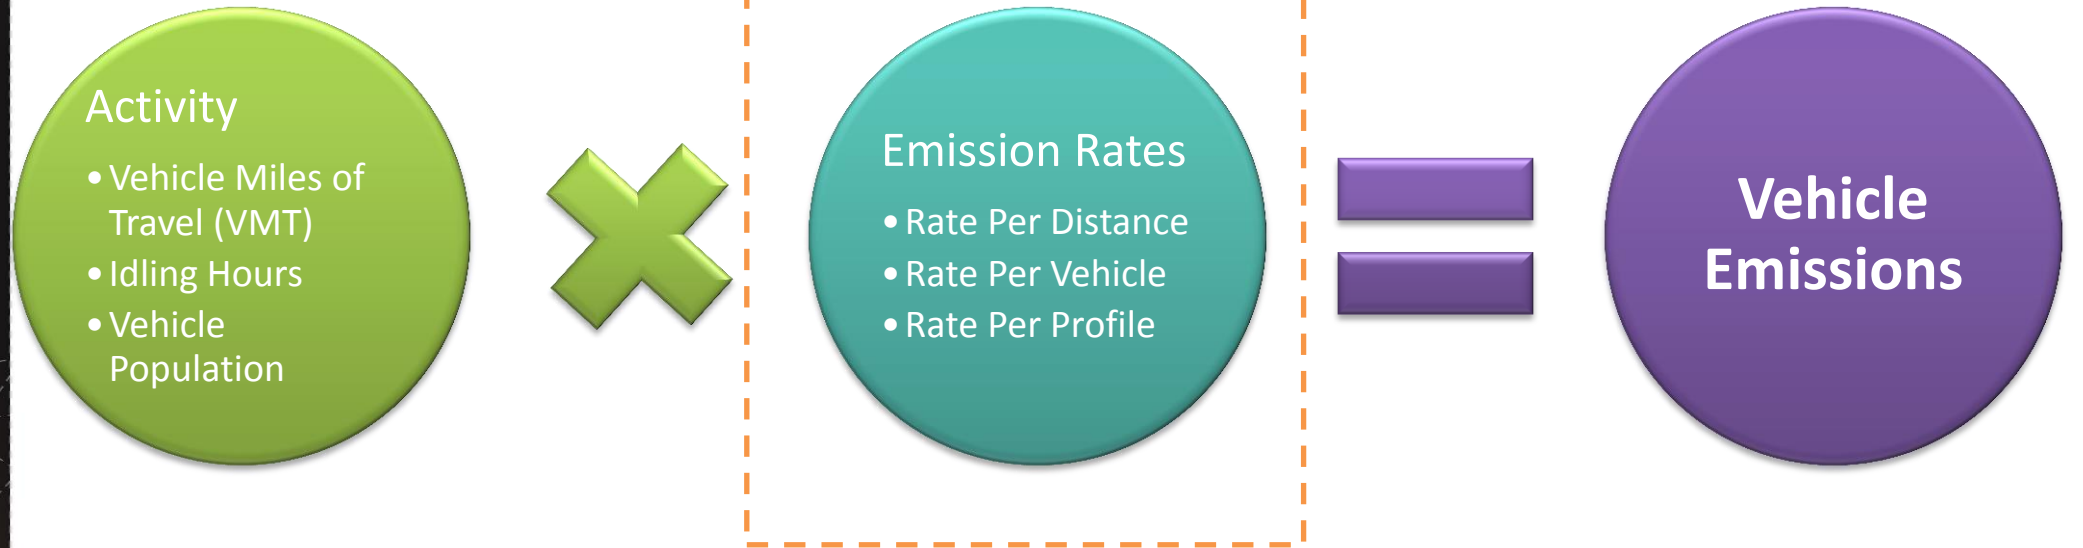 Activity
•Vehicle Miles of
Travel (VMT)
•Idling Hours
•Vehicle
Population
Emission Rates
•Rate Per Distance
•Rate Per Vehicle
•Rate Per Profile
Vehicle
Emissions